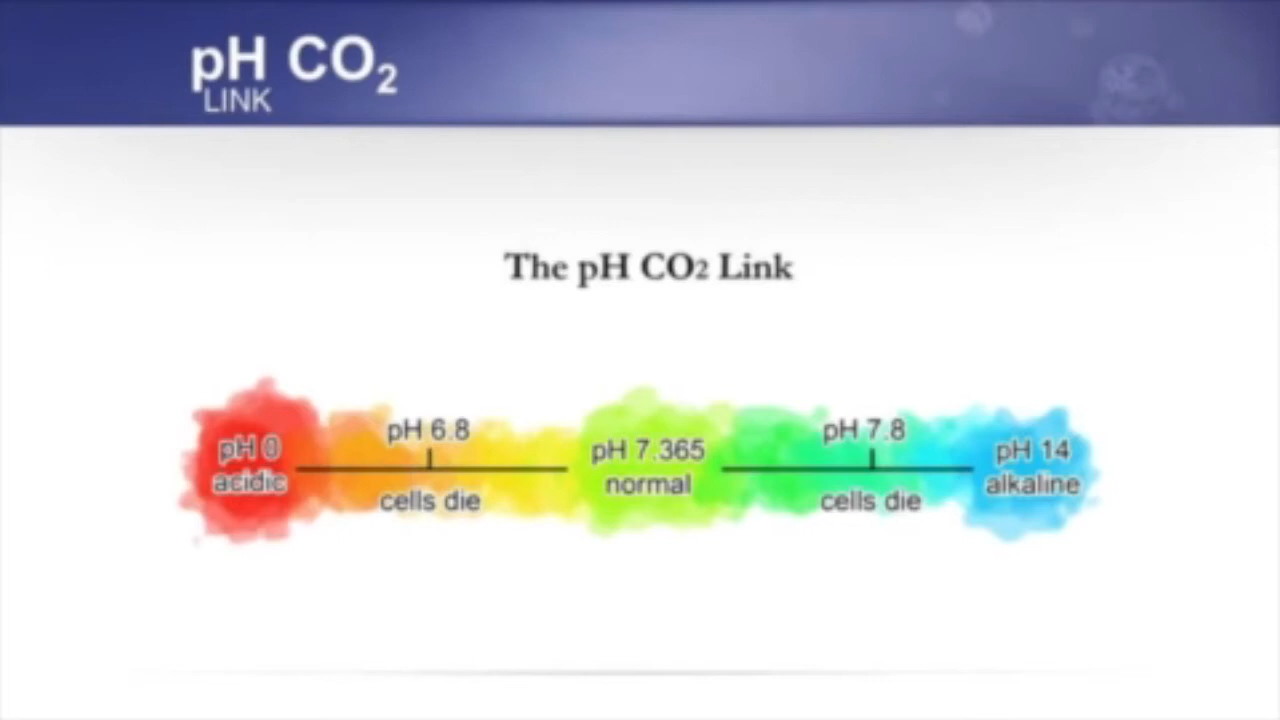 pH CO₂
LINK
The pH CO2 Link
pH 0
acidic
pH 6.8
cells die
pH 7.365
normal
pH 7.8
cells die
pH 14
alkaline